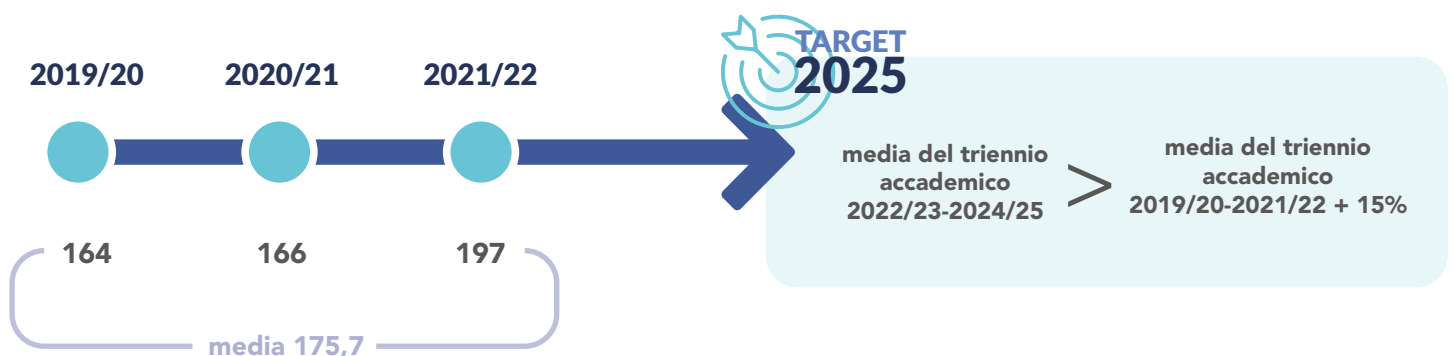 TARGET
2025
2019/20 2020/21 2021/22
media del triennio
accademico
2022/23-2024/25
>
media del triennio
accademico
2019/20-2021/22 + 15%
164 166 197
media 175,7